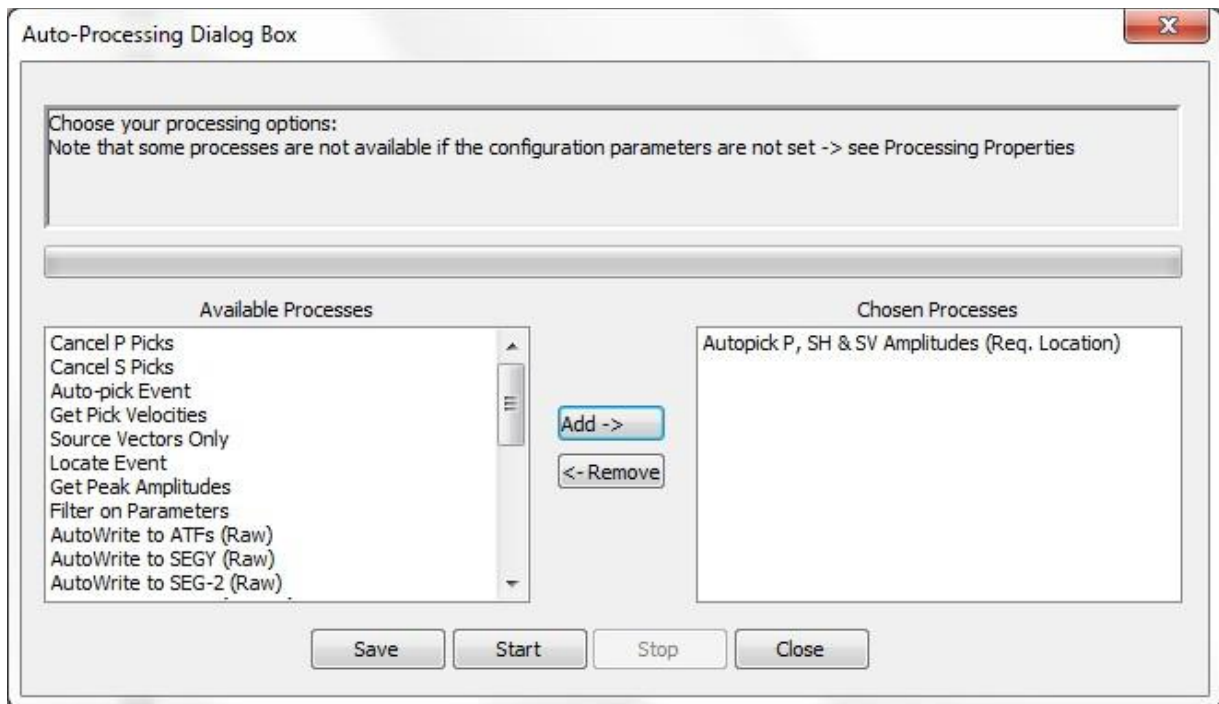 Auto-Processing Dialog Box
Choose your processing options:
Note that some processes are not available if the configuration parameters are not set -> see Processing Properties
Available Processes
Cancel P Picks
Cancel S Picks
Auto-pick Event
Get Pick Velocities
Source Vectors Only
Locate Event
Get Peak Amplitudes
Filter on Parameters
AutoWrite to ATFs (Raw)
AutoWrite to SEGY (Raw)
AutoWrite to SEG-2 (Raw)
Add ->
<- Remove
Chosen Processes
Autopick P, SH & SV Amplitudes (Req. Location)
Save
Start
Stop
Close